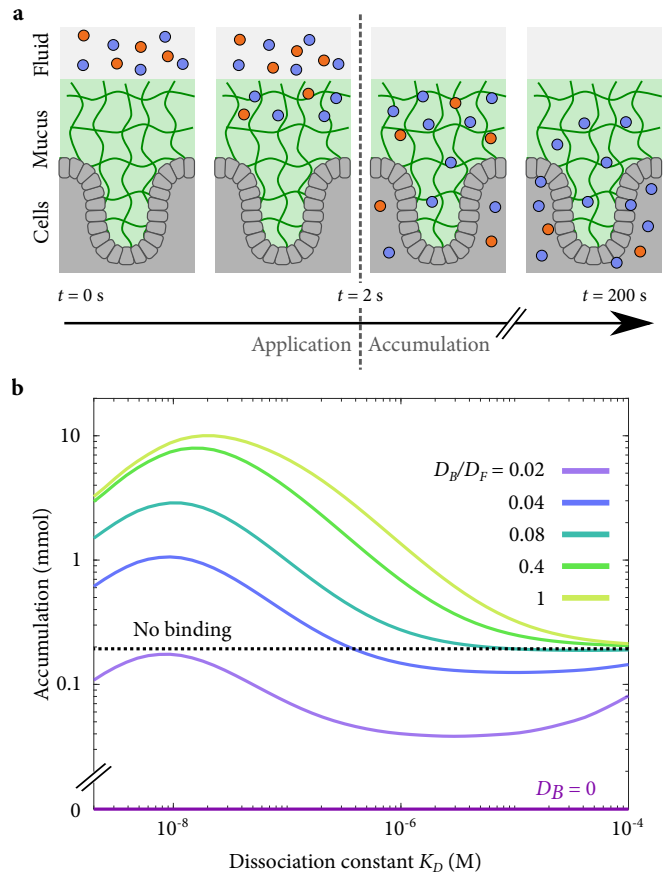 a
Fluid
Mucus
Cells
t = 0 s
t = 2 s
t = 200 s
Application
Accumulation
b
Accumulation (mmol)
10
1
0.1
0
D_B/D_F = 0.02
0.04
0.08
0.4
1
No binding
D_B = 0
10^-8
10^-6
10^-4
Dissociation constant K_D (M)